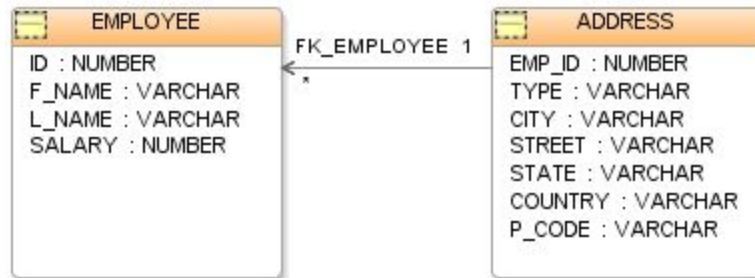 EMPLOYEE
ID : NUMBER
F_NAME : VARCHAR
L_NAME : VARCHAR
SALARY : NUMBER
FK_EMPLOYEE 1
*
ADDRESS
EMP_ID : NUMBER
TYPE : VARCHAR
CITY : VARCHAR
STREET : VARCHAR
STATE : VARCHAR
COUNTRY : VARCHAR
P_CODE : VARCHAR